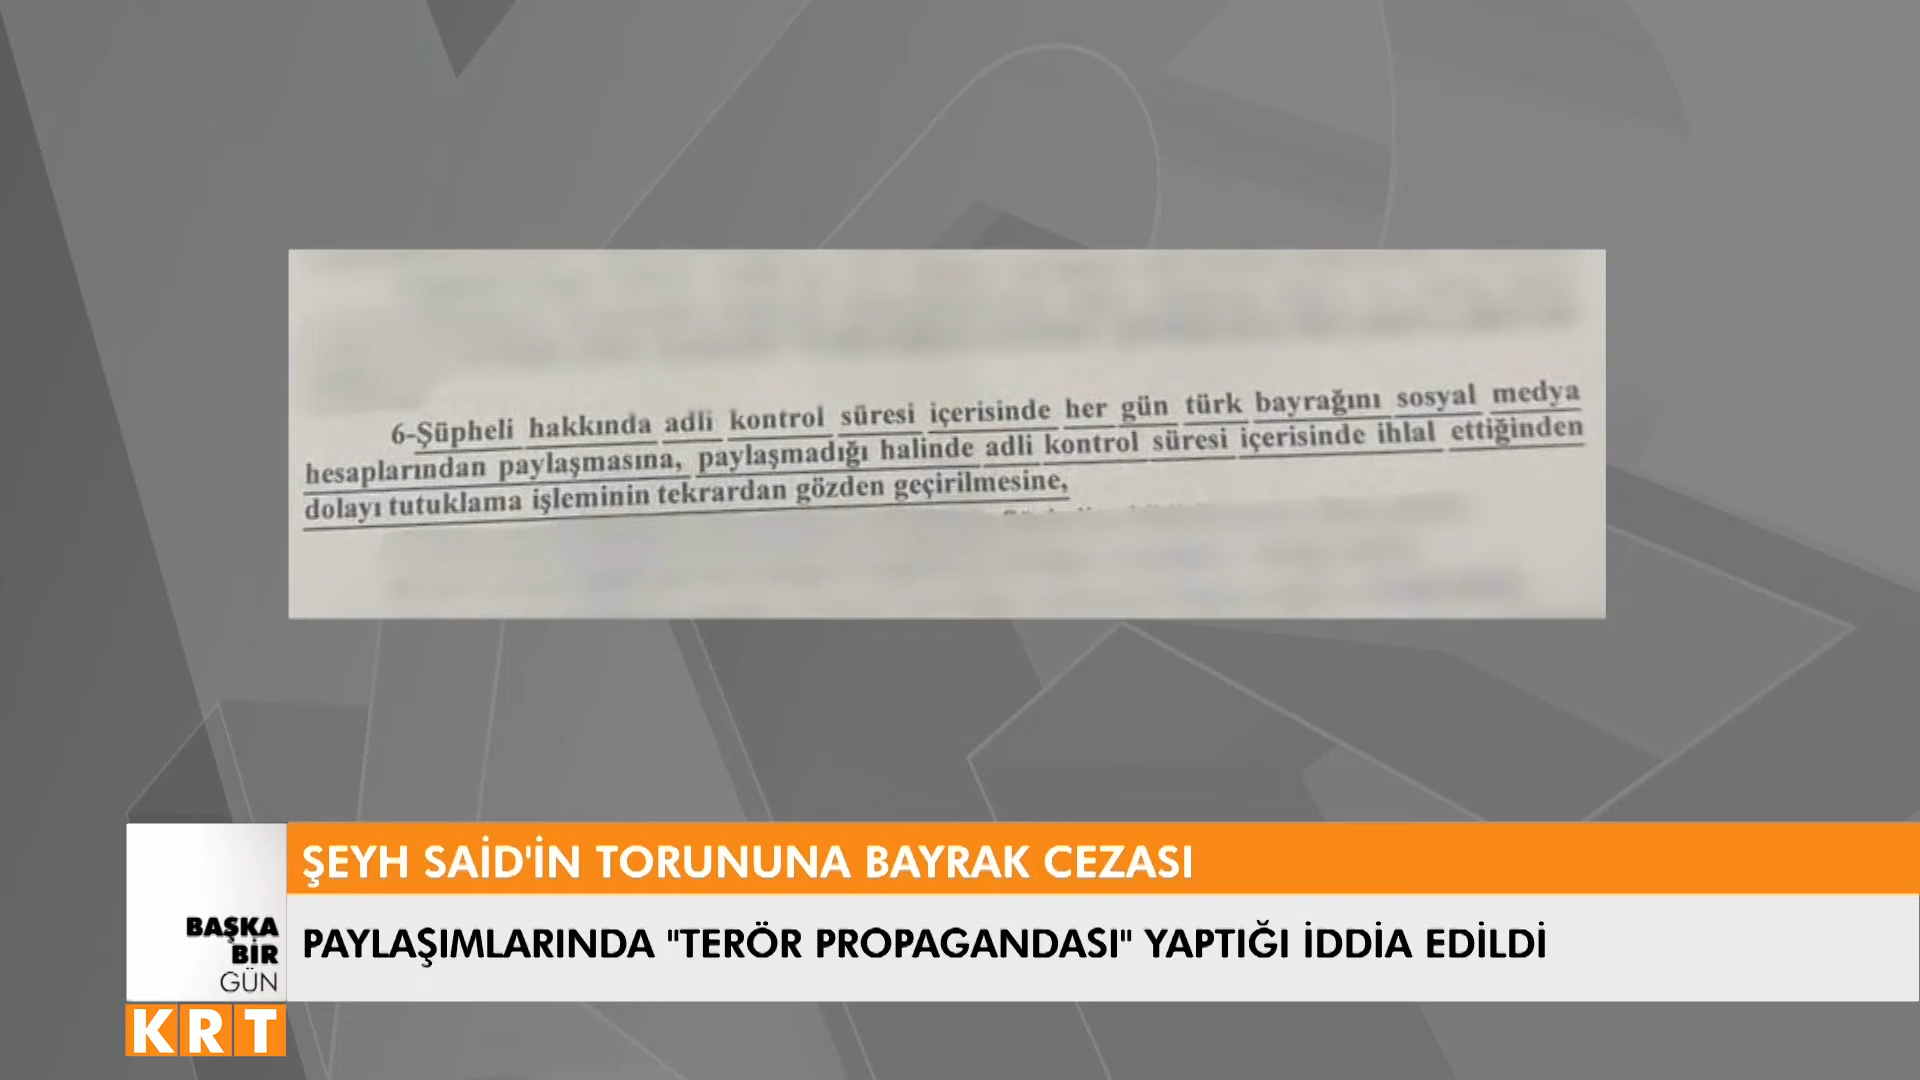 6-Şüpheli hakkında adli kontrol süresi içerisinde her gün türk bayrağını sosyal medya
hesaplarından paylaşmasına, paylaşmadığı halinde adli kontrol süresi içerisinde ihlal ettiğinden
dolayı tutuklama işleminin tekrardan gözden geçirilmesine,
ŞEYH SAİD'İN TORUNUNA BAYRAK CEZASI
BAŞKA
BİR
GÜN
PAYLAŞIMLARINDA "TERÖR PROPAGANDASI" YAPTIĞI İDDİA EDİLDİ
KRT